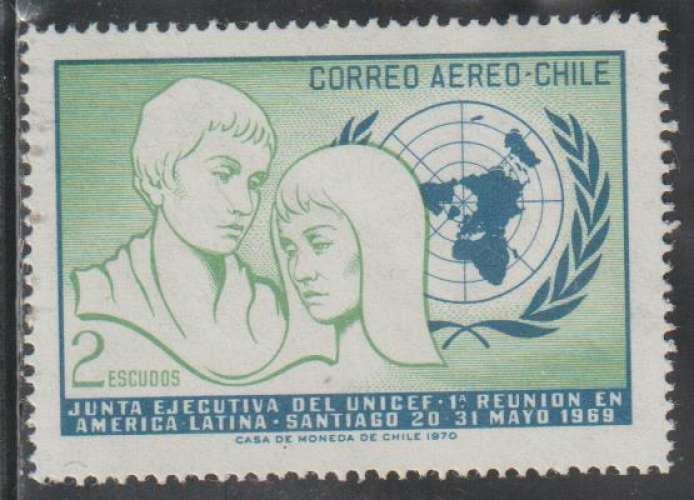 CORREO AEREO-CHILE
2 ESCUDOS
JUNTA EJECUTIVA DEL UNICEF·1ª REUNION EN
AMERICA LATINA·SANTIAGO 20-31 MAYO 1969
CASA DE MONEDA DE CHILE 1970